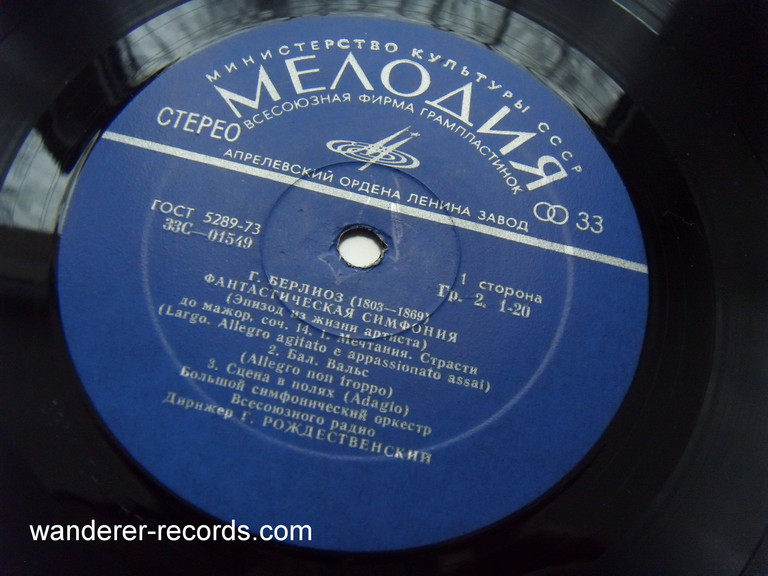 МИНИСТЕРСТВО КУЛЬТУРЫ СССР
МЕЛОДИЯ
ВСЕСОЮЗНАЯ ФИРМА ГРАМПЛАСТИНОК
СТЕРЕО
АПРЕЛЕВСКИЙ ОРДЕНА ЛЕНИНА ЗАВОД
33
ГОСТ 5289-73
33С—01549
1 сторона
Гр. 2. 1-20
Г. БЕРЛИОЗ (1803—1869)
ФАНТАСТИЧЕСКАЯ СИМФОНИЯ
(Эпизод из жизни артиста)
до мажор, соч. 14. 1. Мечтания. Страсти
(Largo. Allegro agitato e appassionato assai)
2. Бал. Вальс
(Allegro non troppo)
3. Сцена в полях (Adagio)
Большой симфонический оркестр
Всесоюзного радио
Дирижер Г. РОЖДЕСТВЕНСКИЙ
wanderer-records.com